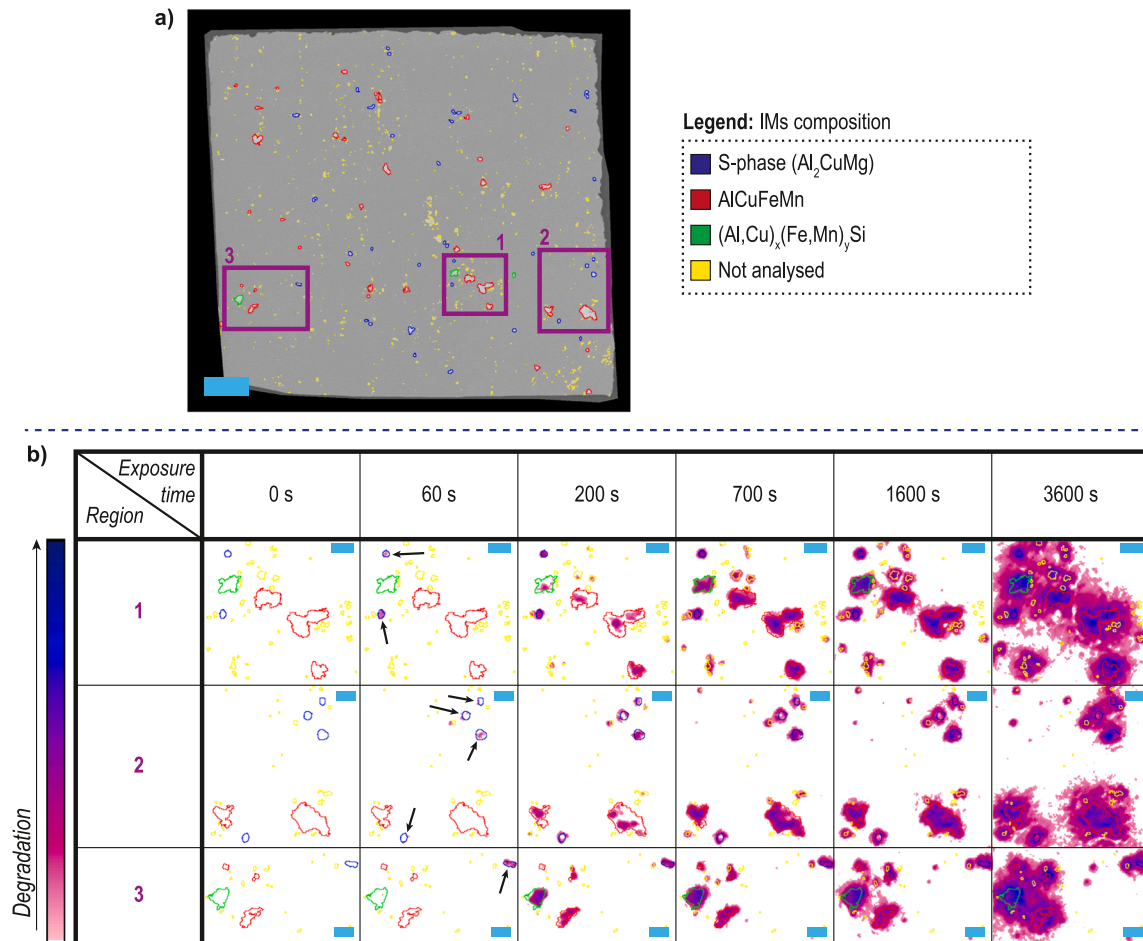 a)
1
2
3
Legend: IMs composition
S-phase (Al₂CuMg)
AlCuFeMn
(Al,Cu)ₓ(Fe,Mn)ᵧSi
Not analysed
b)
Exposure
time
Region
0 s
60 s
200 s
700 s
1600 s
3600 s
1
2
3
Degradation